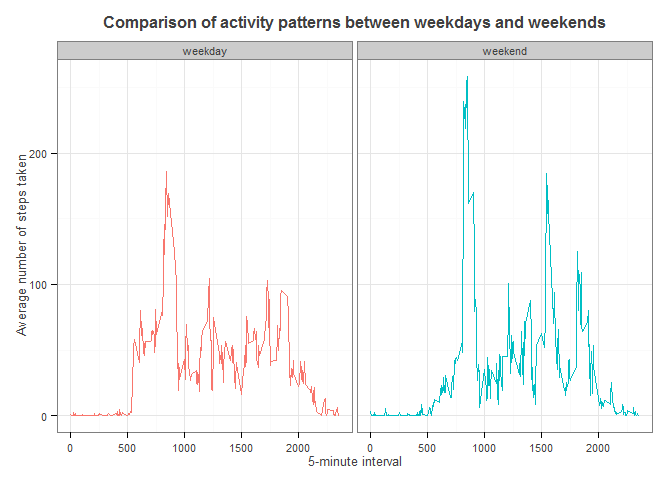 Comparison of activity patterns between weekdays and weekends
weekday
weekend
Average number of steps taken
200
100
0
0 500 1000 1500 2000
0 500 1000 1500 2000
5-minute interval